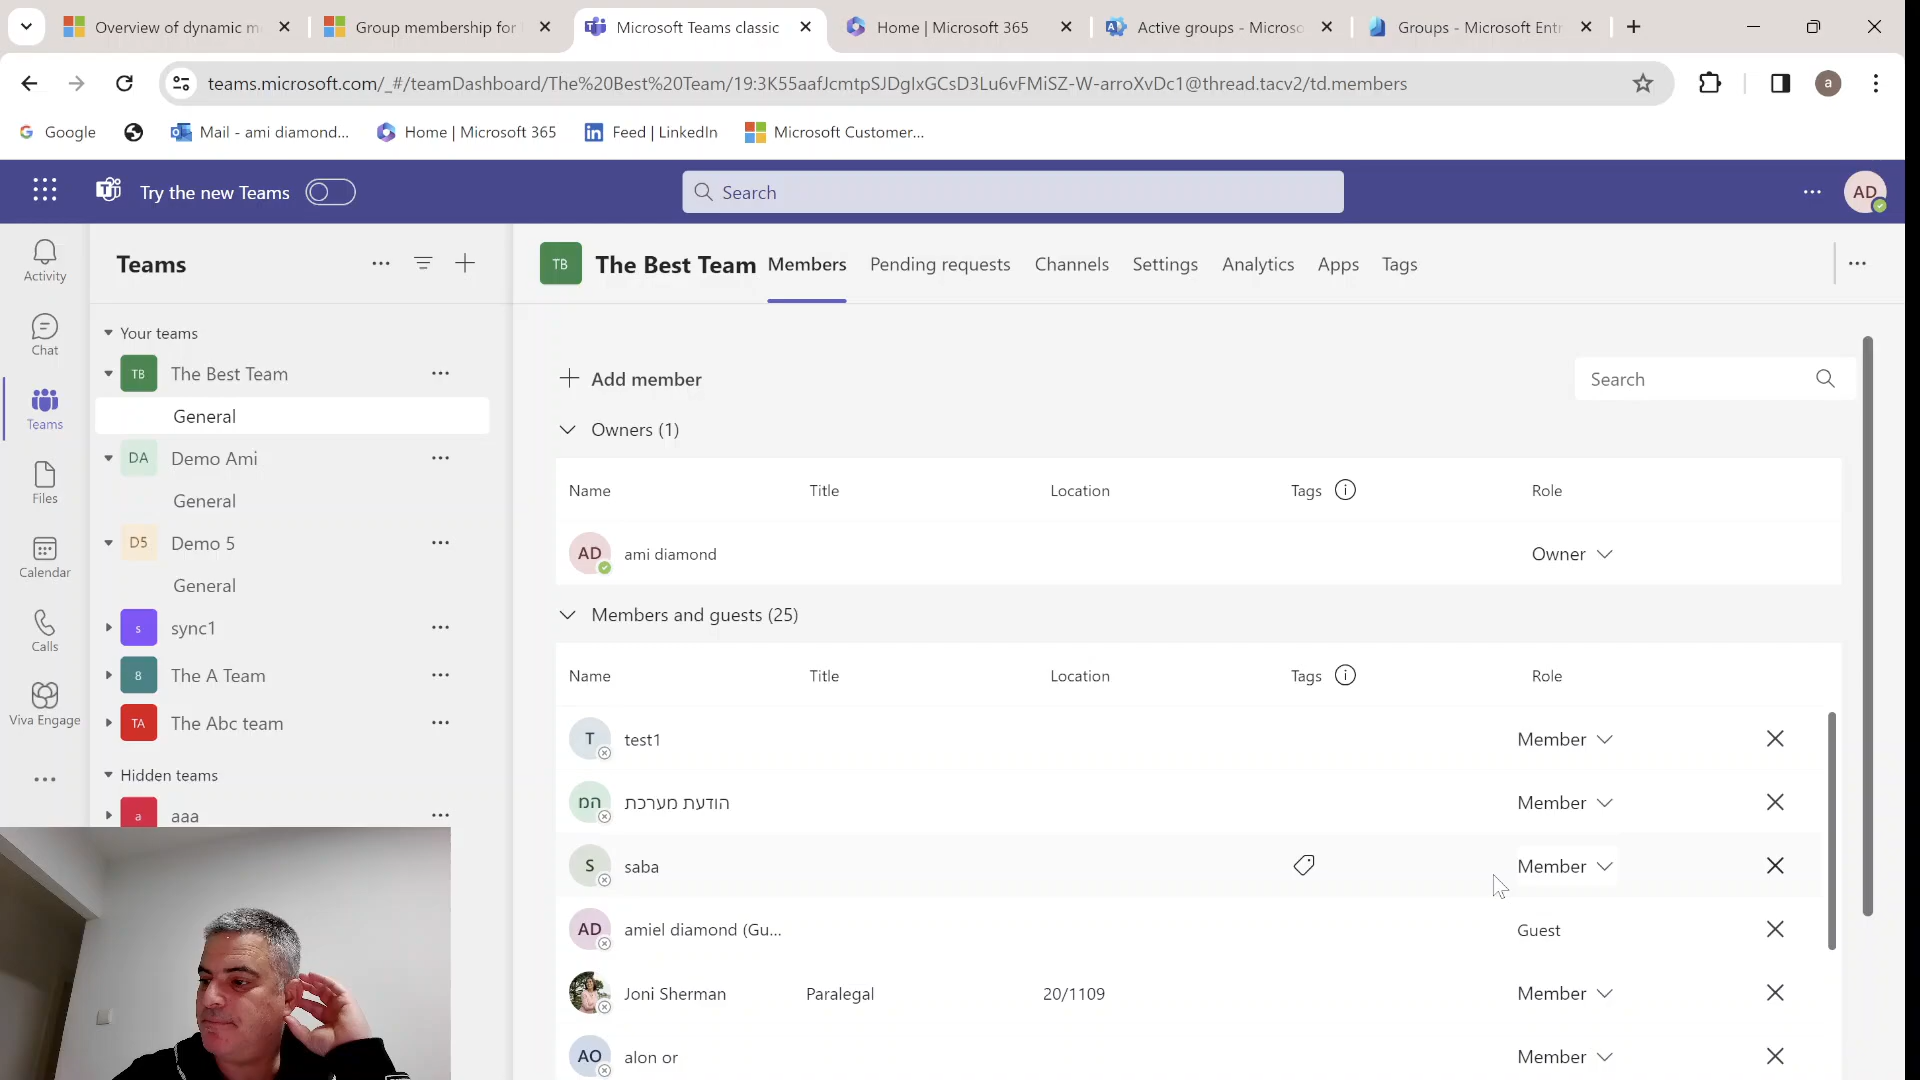 Overview of dynamic m
Group membership for
Microsoft Teams classic
Home | Microsoft 365
Active groups - Microso
Groups - Microsoft Entr
teams.microsoft.com/_#/teamDashboard/The%20Best%20Team/19:3K55aafJcmtpSJDgIxGCsD3Lu6vFMiSZ-W-arroXvDc1@thread.tacv2/td.members
a
Google
Mail - ami diamond...
Home | Microsoft 365
Feed | LinkedIn
Microsoft Customer...
Try the new Teams
Search
AD
Activity
Chat
Teams
Files
Calendar
Calls
Viva Engage
Teams
Your teams
TB The Best Team
General
DA Demo Ami
General
D5 Demo 5
General
s sync1
8 The A Team
TA The Abc team
Hidden teams
a aaa
TB The Best Team Members Pending requests Channels Settings Analytics Apps Tags
Add member
Search
Owners (1)
Name Title Location Tags Role
AD ami diamond Owner
Members and guests (25)
Name Title Location Tags Role
T test1 Member
המ הודעת מערכת Member
S saba Member
AD amiel diamond (Gu... Guest
Joni Sherman Paralegal 20/1109 Member
AO alon or Member